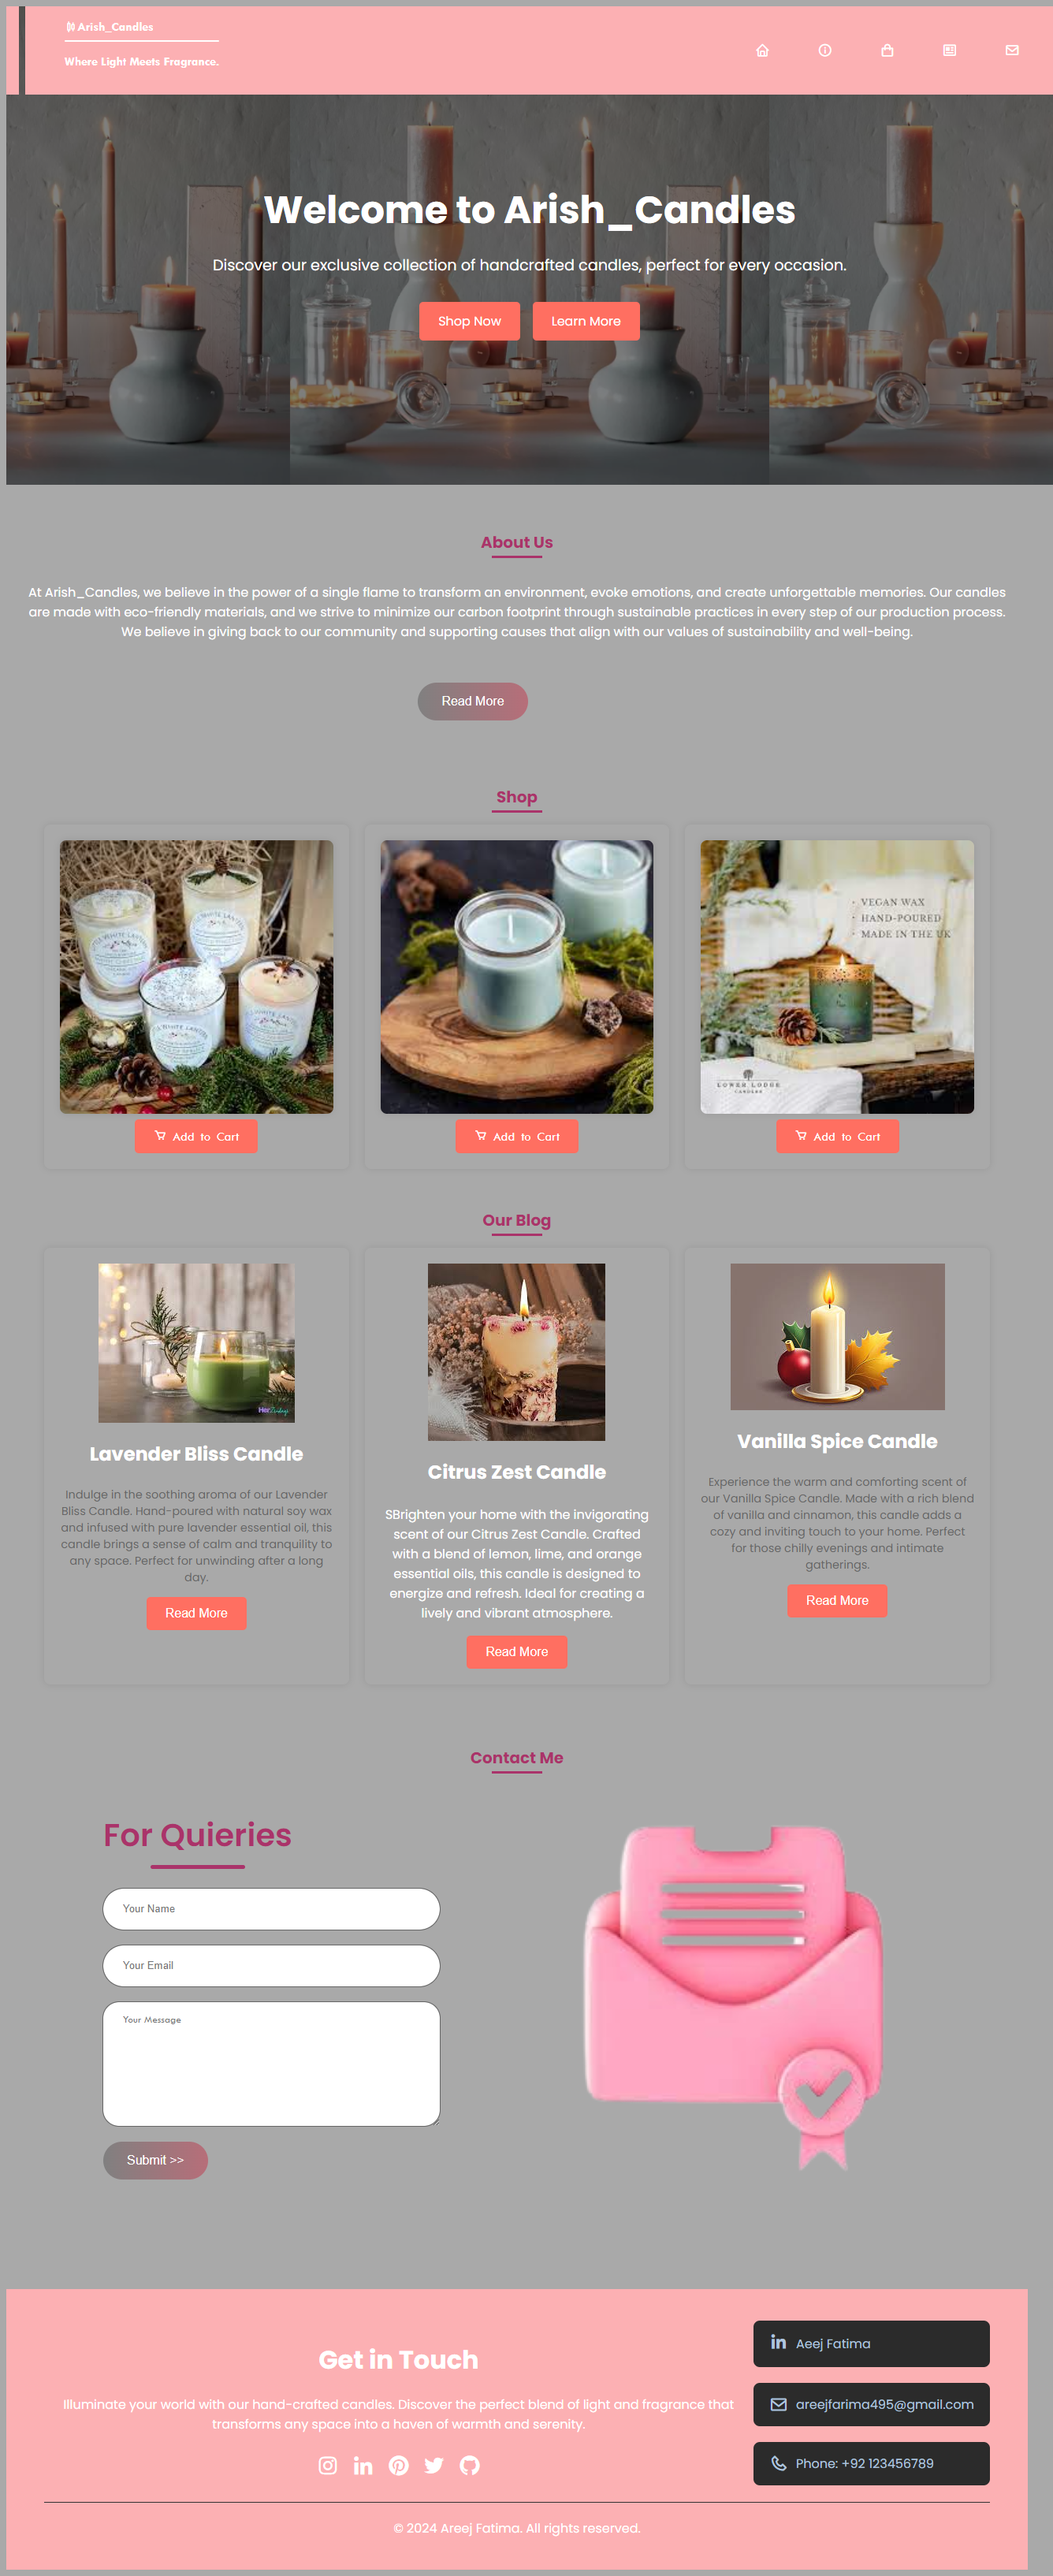 Arish_Candles
Where Light Meets Fragrance.
Welcome to Arish_Candles
Discover our exclusive collection of handcrafted candles, perfect for every occasion.
Shop Now
Learn More
About Us
At Arish_Candles, we believe in the power of a single flame to transform an environment, evoke emotions, and create unforgettable memories. Our candles
are made with eco-friendly materials, and we strive to minimize our carbon footprint through sustainable practices in every step of our production process.
We believe in giving back to our community and supporting causes that align with our values of sustainability and well-being.
Read More
Shop
WHITE LANTERN
• VEGAN WAX
• HAND-POURED
• MADE IN THE UK
LOWER LODGE
CANDLES
Add to Cart
Add to Cart
Add to Cart
Our Blog
Lavender Bliss Candle
Indulge in the soothing aroma of our Lavender
Bliss Candle. Hand-poured with natural soy wax
and infused with pure lavender essential oil, this
candle brings a sense of calm and tranquility to
any space. Perfect for unwinding after a long
day.
Read More
Citrus Zest Candle
SBrighten your home with the invigorating
scent of our Citrus Zest Candle. Crafted
with a blend of lemon, lime, and orange
essential oils, this candle is designed to
energize and refresh. Ideal for creating a
lively and vibrant atmosphere.
Read More
Vanilla Spice Candle
Experience the warm and comforting scent of
our Vanilla Spice Candle. Made with a rich blend
of vanilla and cinnamon, this candle adds a
cozy and inviting touch to your home. Perfect
for those chilly evenings and intimate
gatherings.
Read More
Contact Me
For Quieries
Your Name
Your Email
Your Message
Submit >>
Get in Touch
Illuminate your world with our hand-crafted candles. Discover the perfect blend of light and fragrance that
transforms any space into a haven of warmth and serenity.
Aeej Fatima
areejfarima495@gmail.com
Phone: +92 123456789
© 2024 Areej Fatima. All rights reserved.